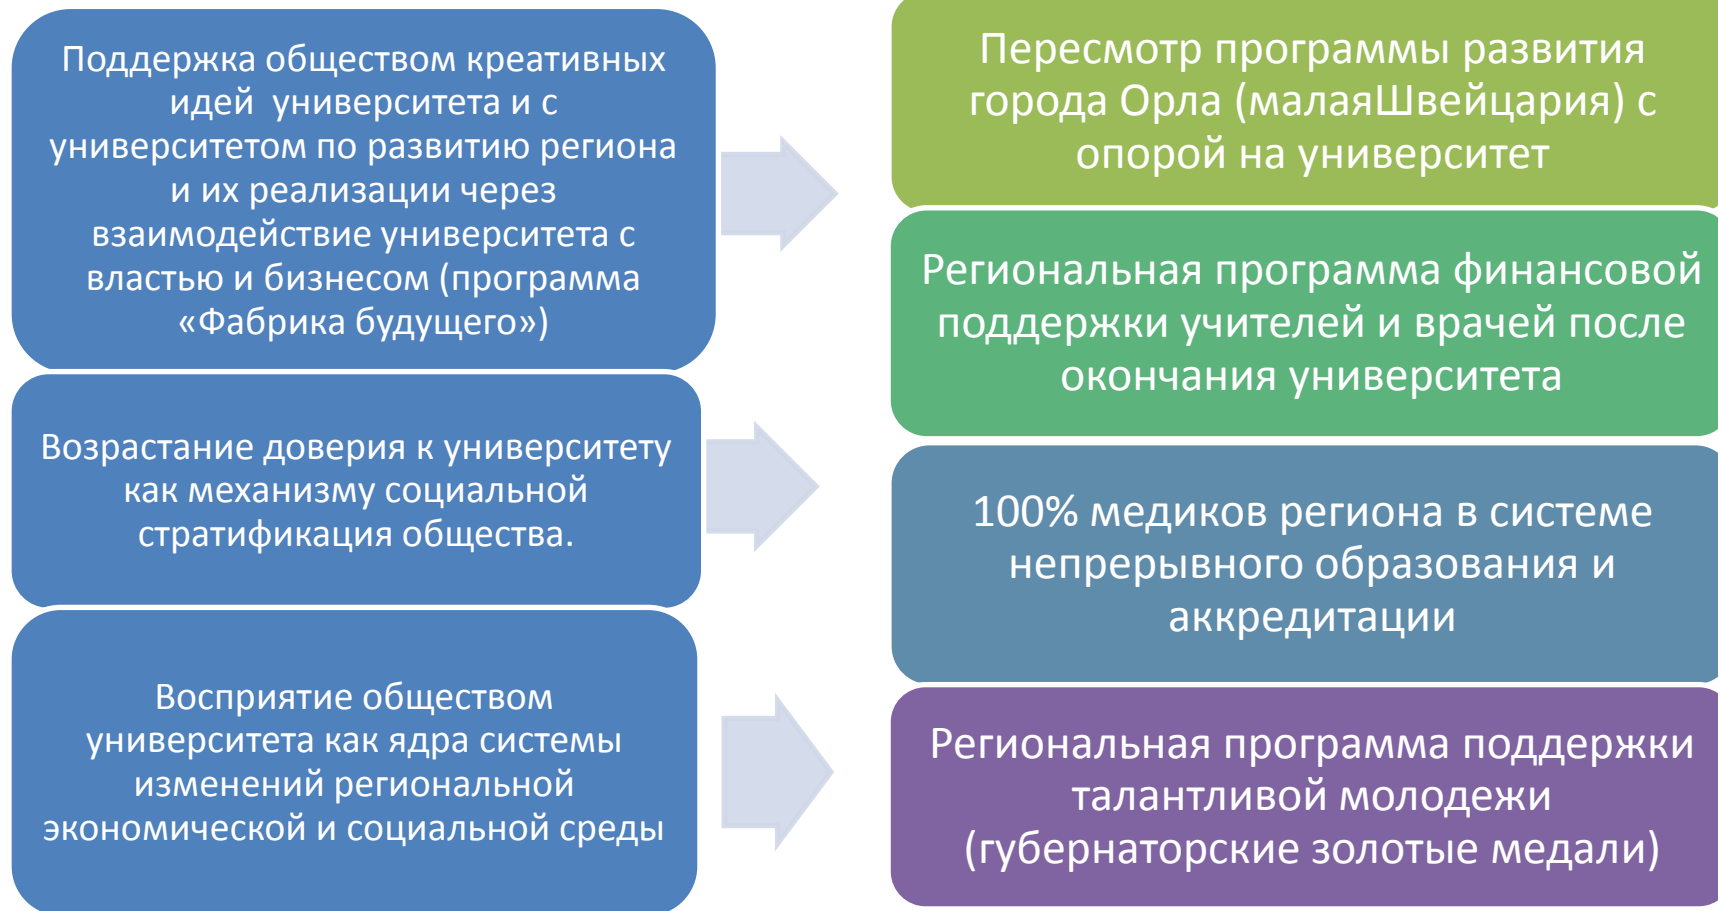 Поддержка обществом креативных
идей  университета и с
университетом по развитию региона
и их реализации через
взаимодействие университета с
властью и бизнесом (программа
«Фабрика будущего»)
Возрастание доверия к университету
как механизму социальной
стратификация общества.
Восприятие обществом
университета как ядра системы
изменений региональной
экономической и социальной среды
Пересмотр программы развития
города Орла (малаяШвейцария) с
опорой на университет
Региональная программа финансовой
поддержки учителей и врачей после
окончания университета
100% медиков региона в системе
непрерывного образования и
аккредитации
Региональная программа поддержки
талантливой молодежи
(губернаторские золотые медали)